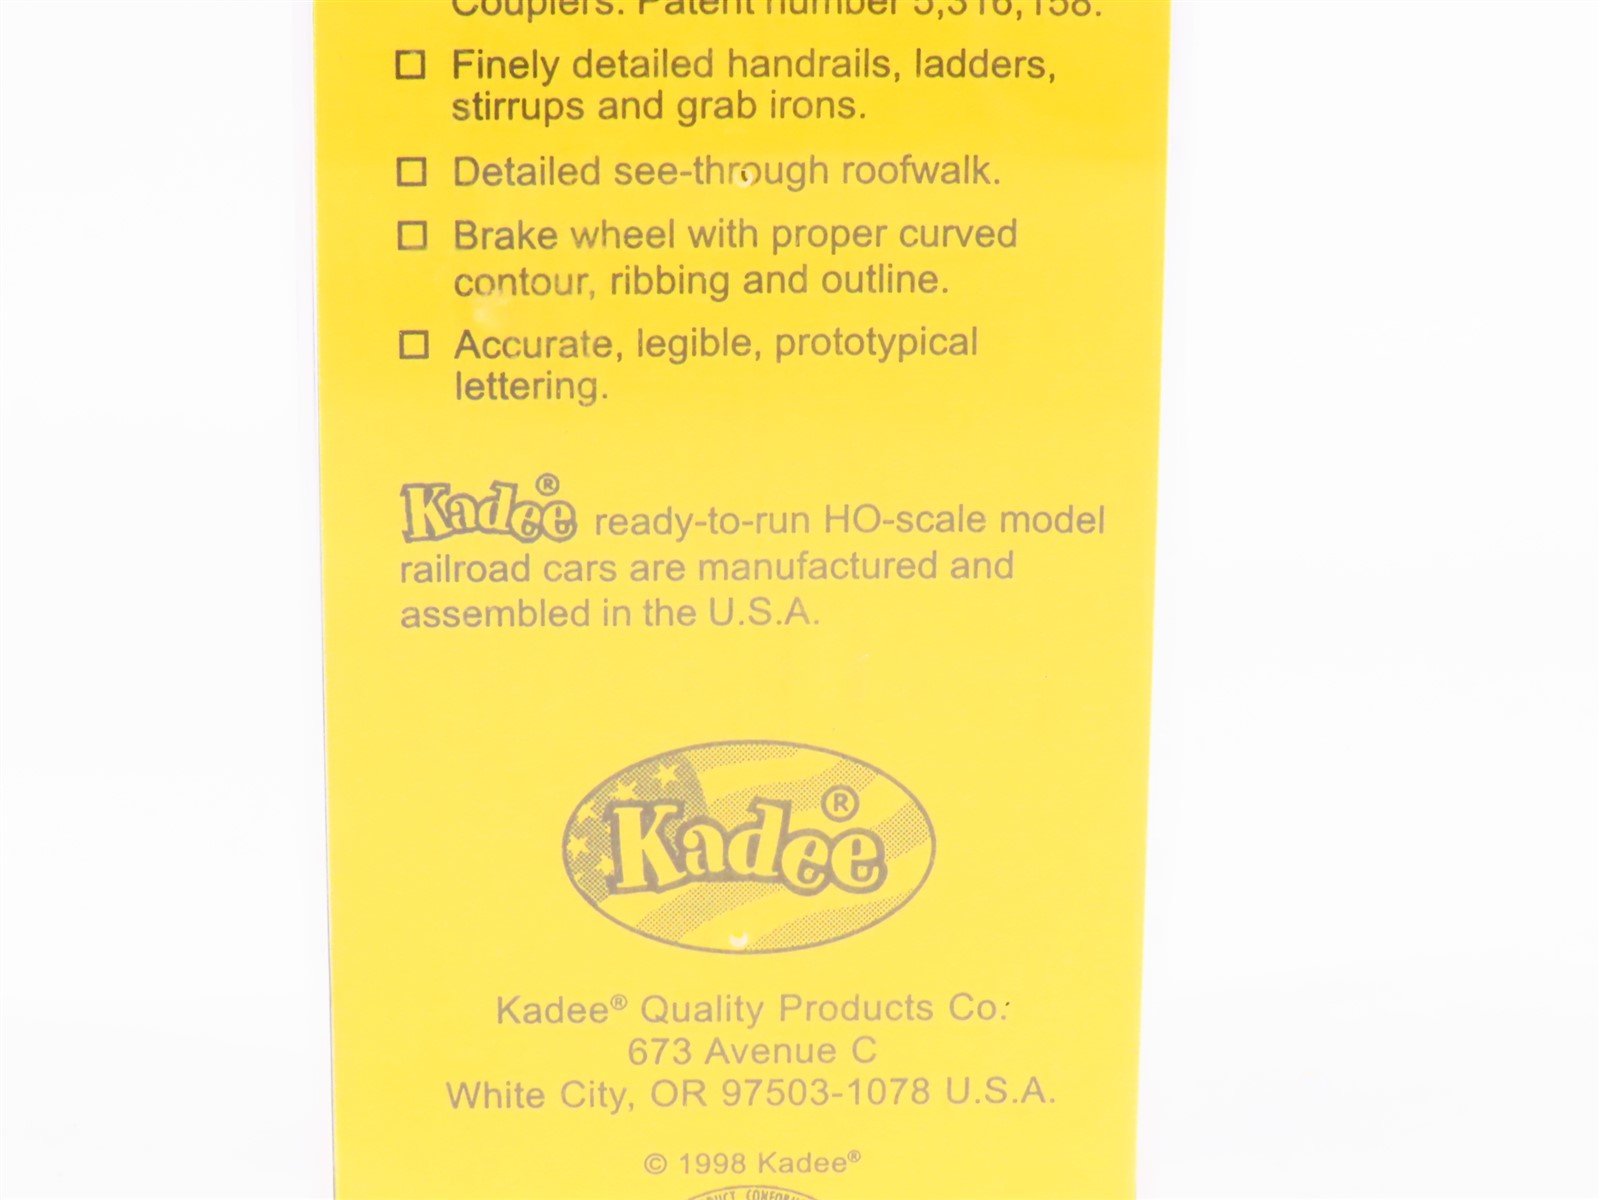 Couplers. Patent number 5,316,158.
☐ Finely detailed handrails, ladders,
stirrups and grab irons.
☐ Detailed see-through roofwalk.
☐ Brake wheel with proper curved
contour, ribbing and outline.
☐ Accurate, legible, prototypical
lettering.
Kadee® ready-to-run HO-scale model
railroad cars are manufactured and
assembled in the U.S.A.
Kadee®
Kadee® Quality Products Co.
673 Avenue C
White City, OR 97503-1078 U.S.A.
© 1998 Kadee®